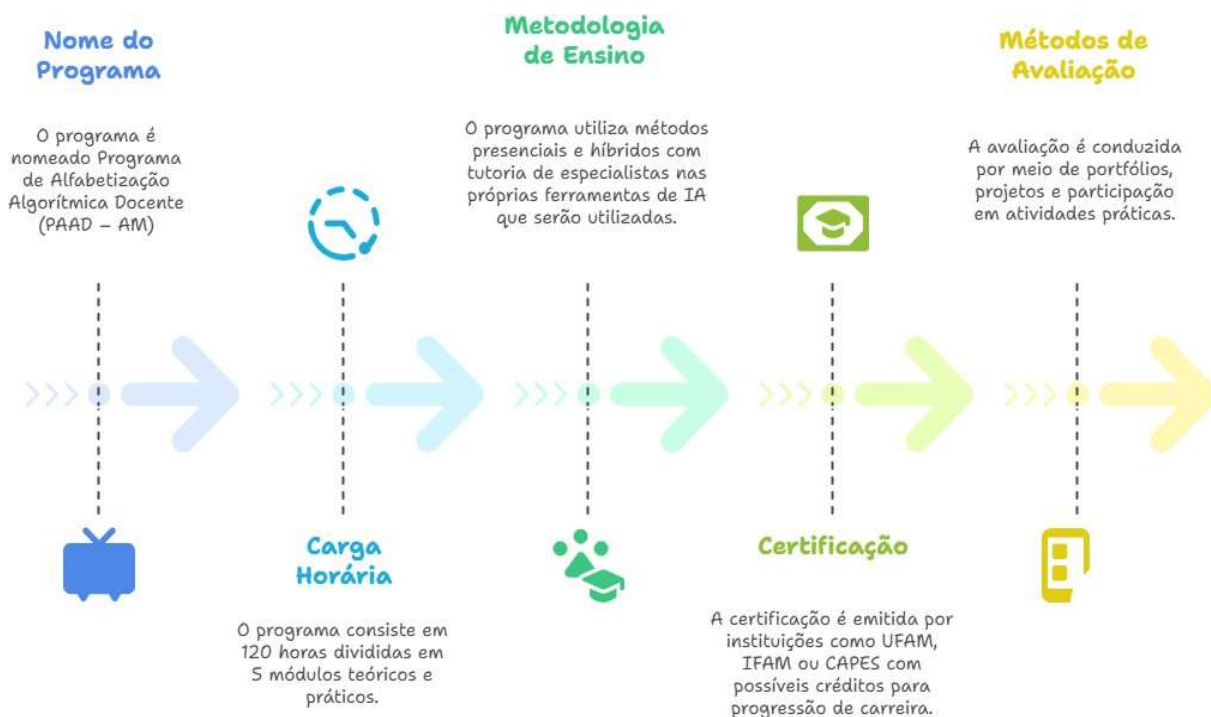 Nome do
Programa
O programa é
nomeado Programa
de Alfabetização
Algorítmica Docente
(PAAD – AM)
Carga
Horária
O programa consiste em
120 horas divididas em
5 módulos teóricos e
práticos.
Metodologia
de Ensino
O programa utiliza métodos
presenciais e híbridos com
tutoria de especialistas nas
próprias ferramentas de IA
que serão utilizadas.
Certificação
A certificação é emitida por
instituições como UFAM,
IFAM ou CAPES com
possíveis créditos para
progressão de carreira.
Métodos de
Avaliação
A avaliação é conduzida
por meio de portfólios,
projetos e participação
em atividades práticas.